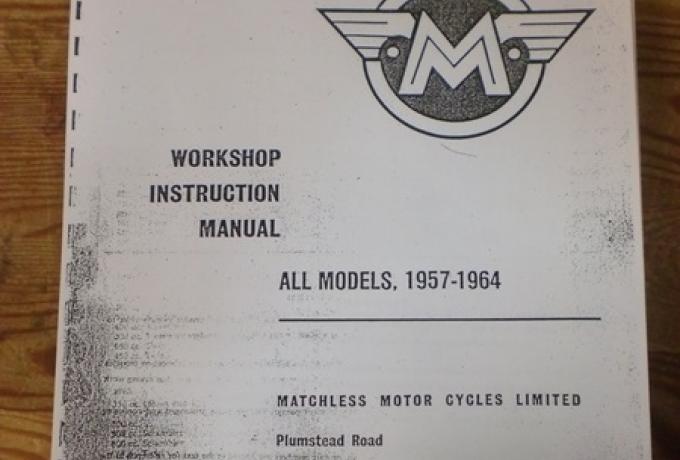 M
WORKSHOP
INSTRUCTION
MANUAL
ALL MODELS, 1957-1964
MATCHLESS MOTOR CYCLES LIMITED
Plumstead Road